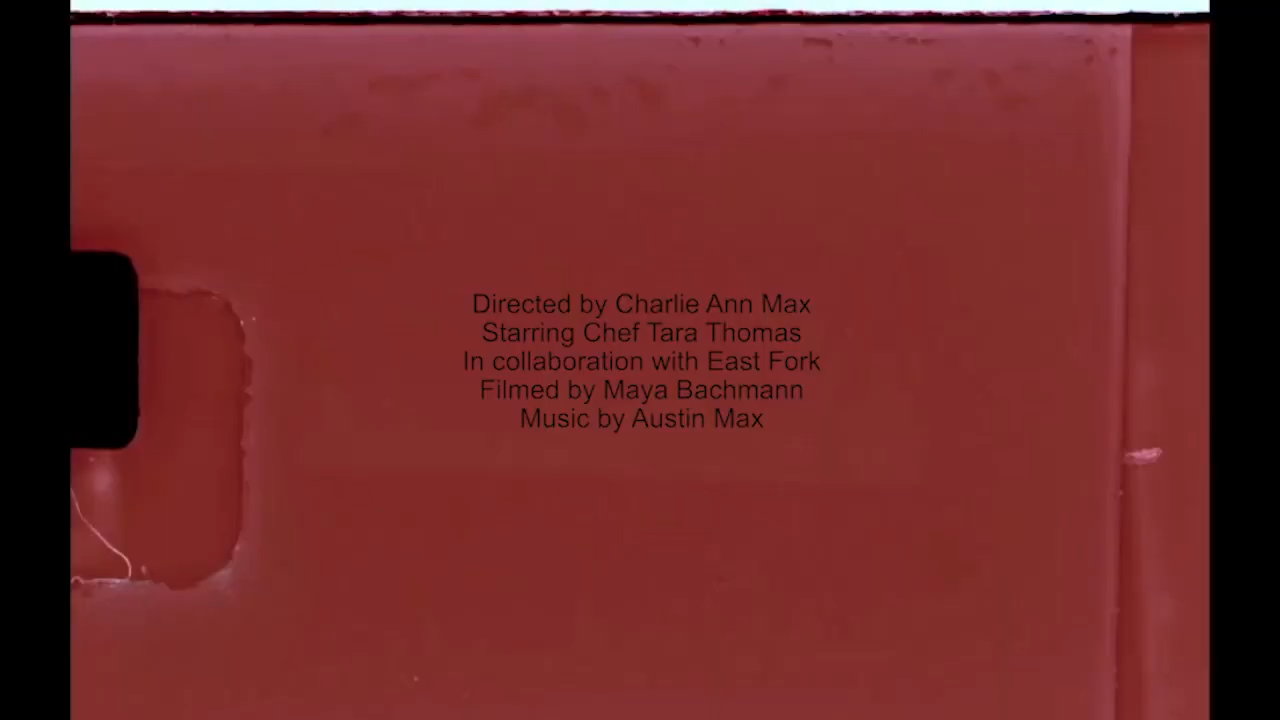 Directed by Charlie Ann Max
Starring Chef Tara Thomas
In collaboration with East Fork
Filmed by Maya Bachmann
Music by Austin Max